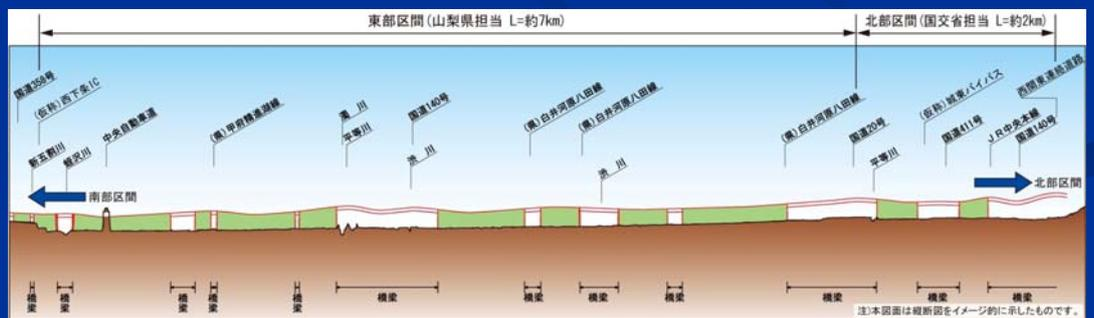 東部区間(山梨県担当 L=約7km)
北部区間(国交省担当 L=約2km)
国道358号
(仮称)西下条IC
新五割川
蛭沢川
中央自動車道
(県)甲府精進湖線
濁川
平等川
国道140号
渋川
(県)白井河原八田線
(県)白井河原八田線
渋川
(県)白井河原八田線
国道20号
平等川
(仮称)城東バイパス
国道411号
JR中央本線
国道140号
西関東連絡道路
南部区間
北部区間
橋梁
橋梁
橋梁
橋梁
橋梁
橋梁
橋梁
橋梁
橋梁
橋梁
橋梁
橋梁
注)本図面は縦断図をイメージ的に示したものです。